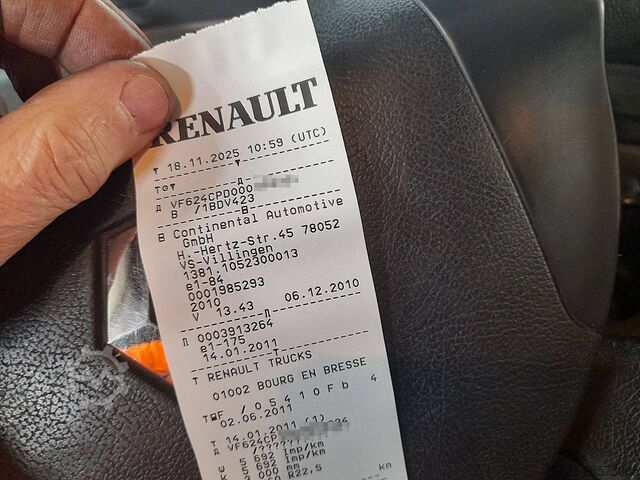 RENAULT
▼ 18.11.2025 10:59 (UTC)
T⊙▼
VF624CPD000
B /1BDV423
B Continental Automotive
GmbH
H.-Hertz-Str.45 78052
VS-Villingen
1381.1052300013
e1-84
0001985293
2010
V 13.43 06.12.2010
Л 0003913264
e1-175
14.01.2011
T RENAULT TRUCKS
01002 BOURG EN BRESSE
/ 0 5 4 1 0 F b 4
02.06.2011
T 14.01.2011 (1)
VF624CP
/???????
w 5 692 Imp/km
k 5 692 Imp/km
000 mm
R22,5
km